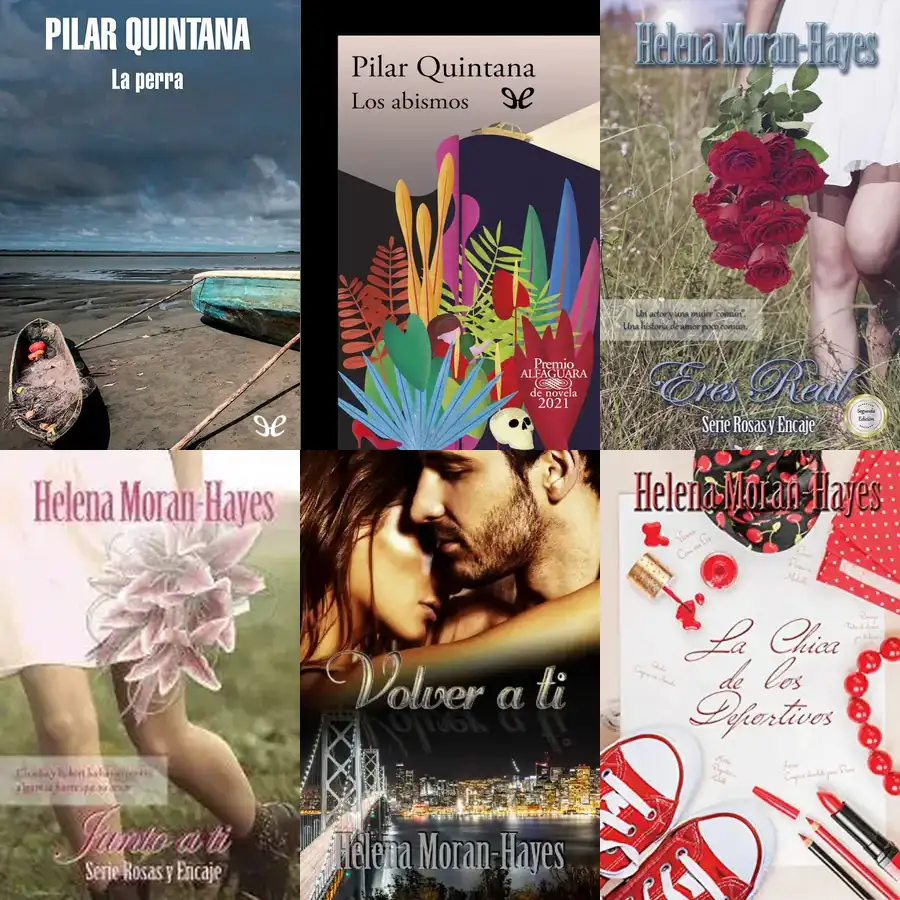 PILAR QUINTANA
La perra
Pilar Quintana
Los abismos
Premio
ALFAGUARA
de novela
2021
Helena Moran-Hayes
Un actor y una mujer "común".
Una historia de amor poco común.
Eres Real
Segunda
Edición
Serie Rosas y Encaje
Helena Moran-Hayes
Junto a ti
Serie Rosas y Encaje
Volver a ti
Helena Moran-Hayes
Helena Moran-Hayes
La Chica
de los
Deportivos